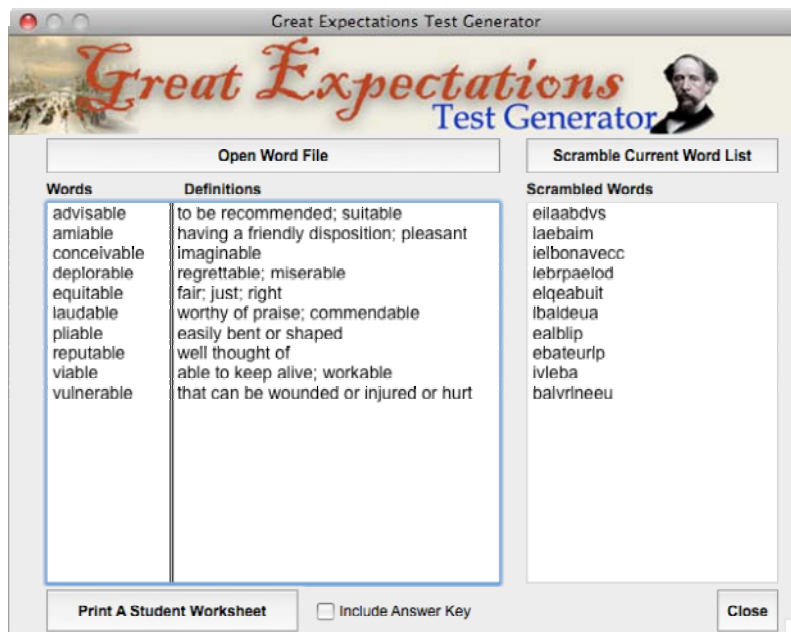 Great Expectations Test Generator
Great Expectations
Test Generator
Open Word File
Scramble Current Word List
Words Definitions
Scrambled Words
advisable to be recommended; suitable eilaabdvs
amiable having a friendly disposition; pleasant laebaim
conceivable imaginable ielbonavecc
deplorable regrettable; miserable lebrpaelod
equitable fair; just; right elqeabuit
laudable worthy of praise; commendable lbaldeua
pliable easily bent or shaped ealblip
reputable well thought of ebateurlp
viable able to keep alive; workable ivleba
vulnerable that can be wounded or injured or hurt balvrlneeu
Print A Student Worksheet
Include Answer Key
Close